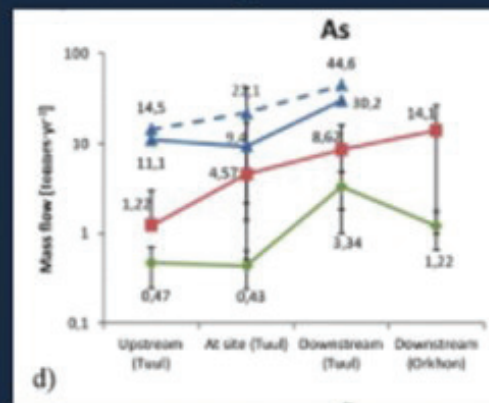 As
100
10
1
0,1
Mass flow [tonnes·yr⁻¹]
14,5
44,6
11,1
9,4
30,2
1,22
4,57
8,62
14,1
0,47
0,43
3,34
1,22
Upstream (Tuul)
At site (Tuul)
Downstream (Tuul)
Downstream (Orkhon)
d)